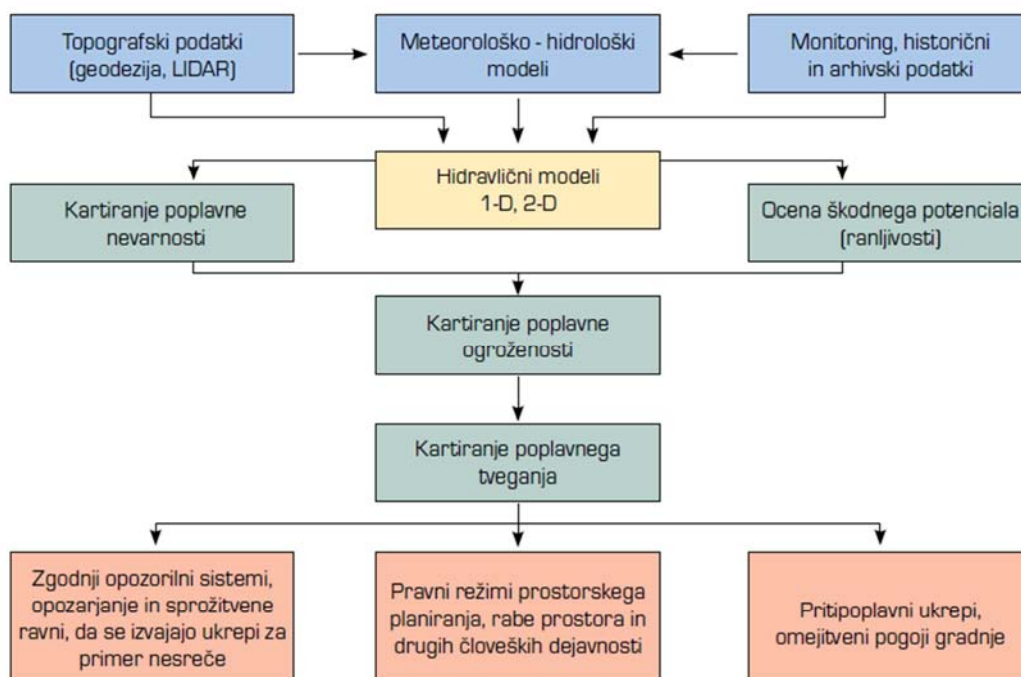 Topografski podatki
(geodezija, LIDAR)
Meteorološko - hidrološki
modeli
Monitoring, historični
in arhivski podatki
Hidravlični modeli
1-D, 2-D
Kartiranje poplavne
nevarnosti
Ocena škodnega potenciala
(ranljivosti)
Kartiranje poplavne
ogroženosti
Kartiranje poplavnega
tveganja
Zgodnji opozorilni sistemi,
opozarjanje in sprožitvene
ravni, da se izvajajo ukrepi za
primer nesreče
Pravni režimi prostorskega
planiranja, rabe prostora in
drugih človeških dejavnosti
Pritipoplavni ukrepi,
omejitveni pogoji gradnje